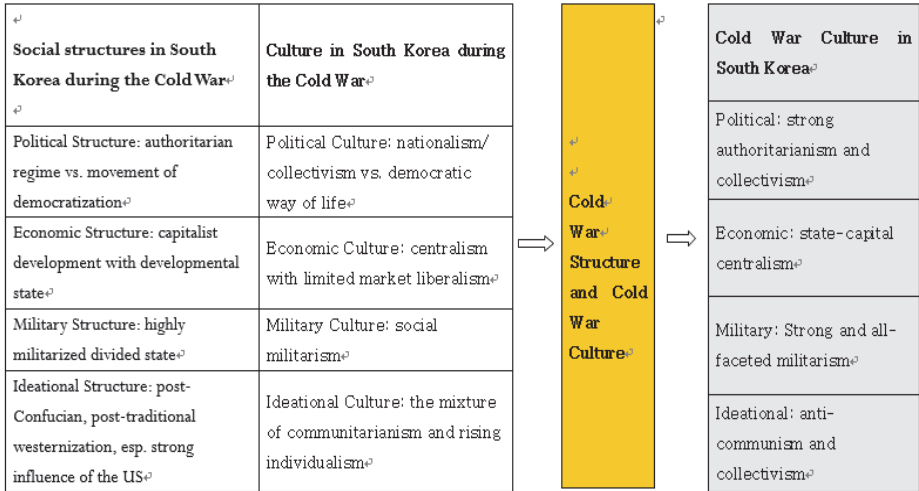 Social structures in South
Korea during the Cold War
Culture in South Korea during
the Cold War
Political Structure: authoritarian
regime vs. movement of
democratization
Political Culture: nationalism/
collectivism vs. democratic
way of life
Economic Structure: capitalist
development with developmental
state
Economic Culture: centralism
with limited market liberalism
Military Structure: highly
militarized divided state
Military Culture: social
militarism
Ideational Structure: post-
Confucian, post-traditional
westernization, esp. strong
influence of the US
Ideational Culture: the mixture
of communitarianism and rising
individualism
Cold
War
Structure
and Cold
War
Culture
Cold War Culture in
South Korea
Political: strong
authoritarianism and
collectivism
Economic: state-capital
centralism
Military: Strong and all-
faceted militarism
Ideational: anti-
communism and
collectivism